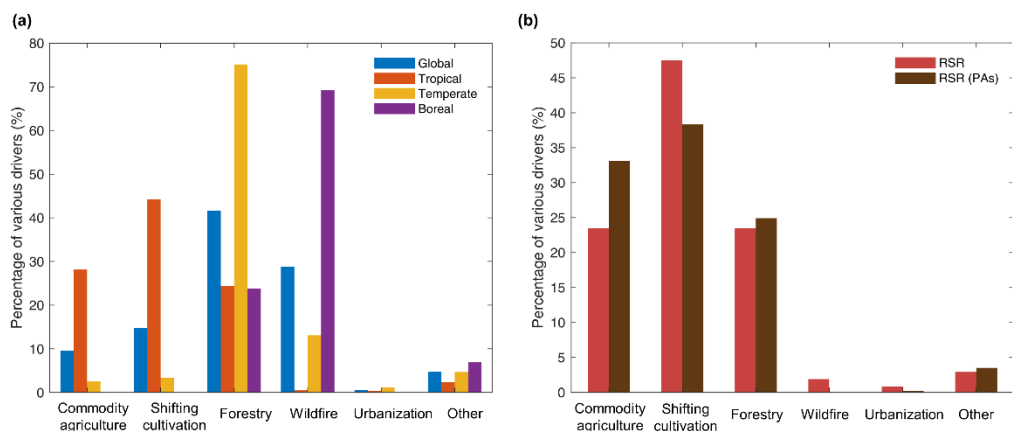 (a)
Percentage of various drivers (%)
80
70
60
50
40
30
20
10
0
Global
Tropical
Temperate
Boreal
Commodity
agriculture
Shifting
cultivation
Forestry
Wildfire
Urbanization
Other
(b)
Percentage of various drivers (%)
50
45
40
35
30
25
20
15
10
5
0
RSR
RSR (PAs)
Commodity
agriculture
Shifting
cultivation
Forestry
Wildfire
Urbanization
Other